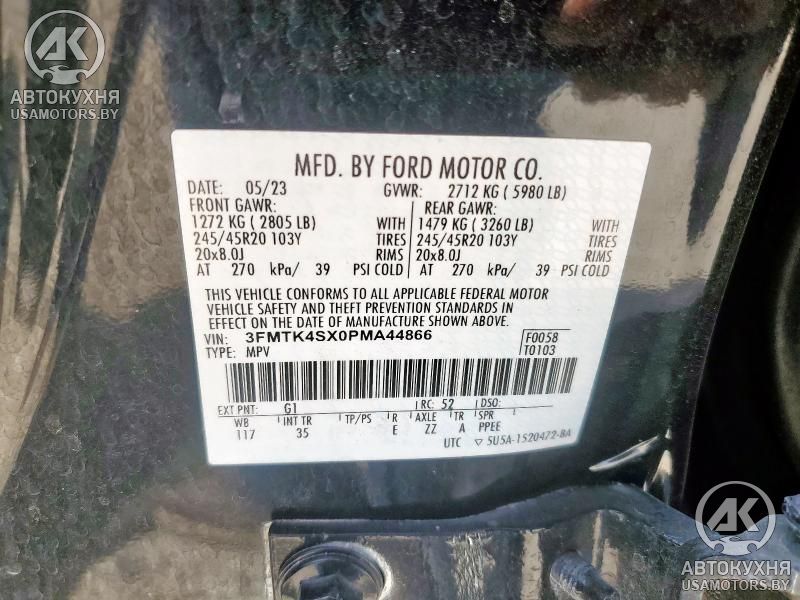 АК
АВТОКУХНЯ
USAMOTORS.BY
MFD. BY FORD MOTOR CO.
DATE: 05/23 GVWR: 2712 KG ( 5980 LB)
FRONT GAWR: REAR GAWR:
1272 KG ( 2805 LB) WITH 1479 KG ( 3260 LB) WITH
245/45R20 103Y TIRES 245/45R20 103Y TIRES
20x8.0J RIMS 20x8.0J RIMS
AT 270 kPa/ 39 PSI COLD AT 270 kPa/ 39 PSI COLD
THIS VEHICLE CONFORMS TO ALL APPLICABLE FEDERAL MOTOR
VEHICLE SAFETY AND THEFT PREVENTION STANDARDS IN
EFFECT ON THE DATE OF MANUFACTURE SHOWN ABOVE.
VIN: 3FMTK4SX0PMA44866 F0058
TYPE: MPV T0103
EXT PNT: G1 RC: 52 DSO:
WB INT TR TP/PS R AXLE TR SPR
117 35 E ZZ A PPEE
UTC ▽ 5U5A-1520472-BA
АК
АВТОКУХНЯ
USAMOTORS.BY